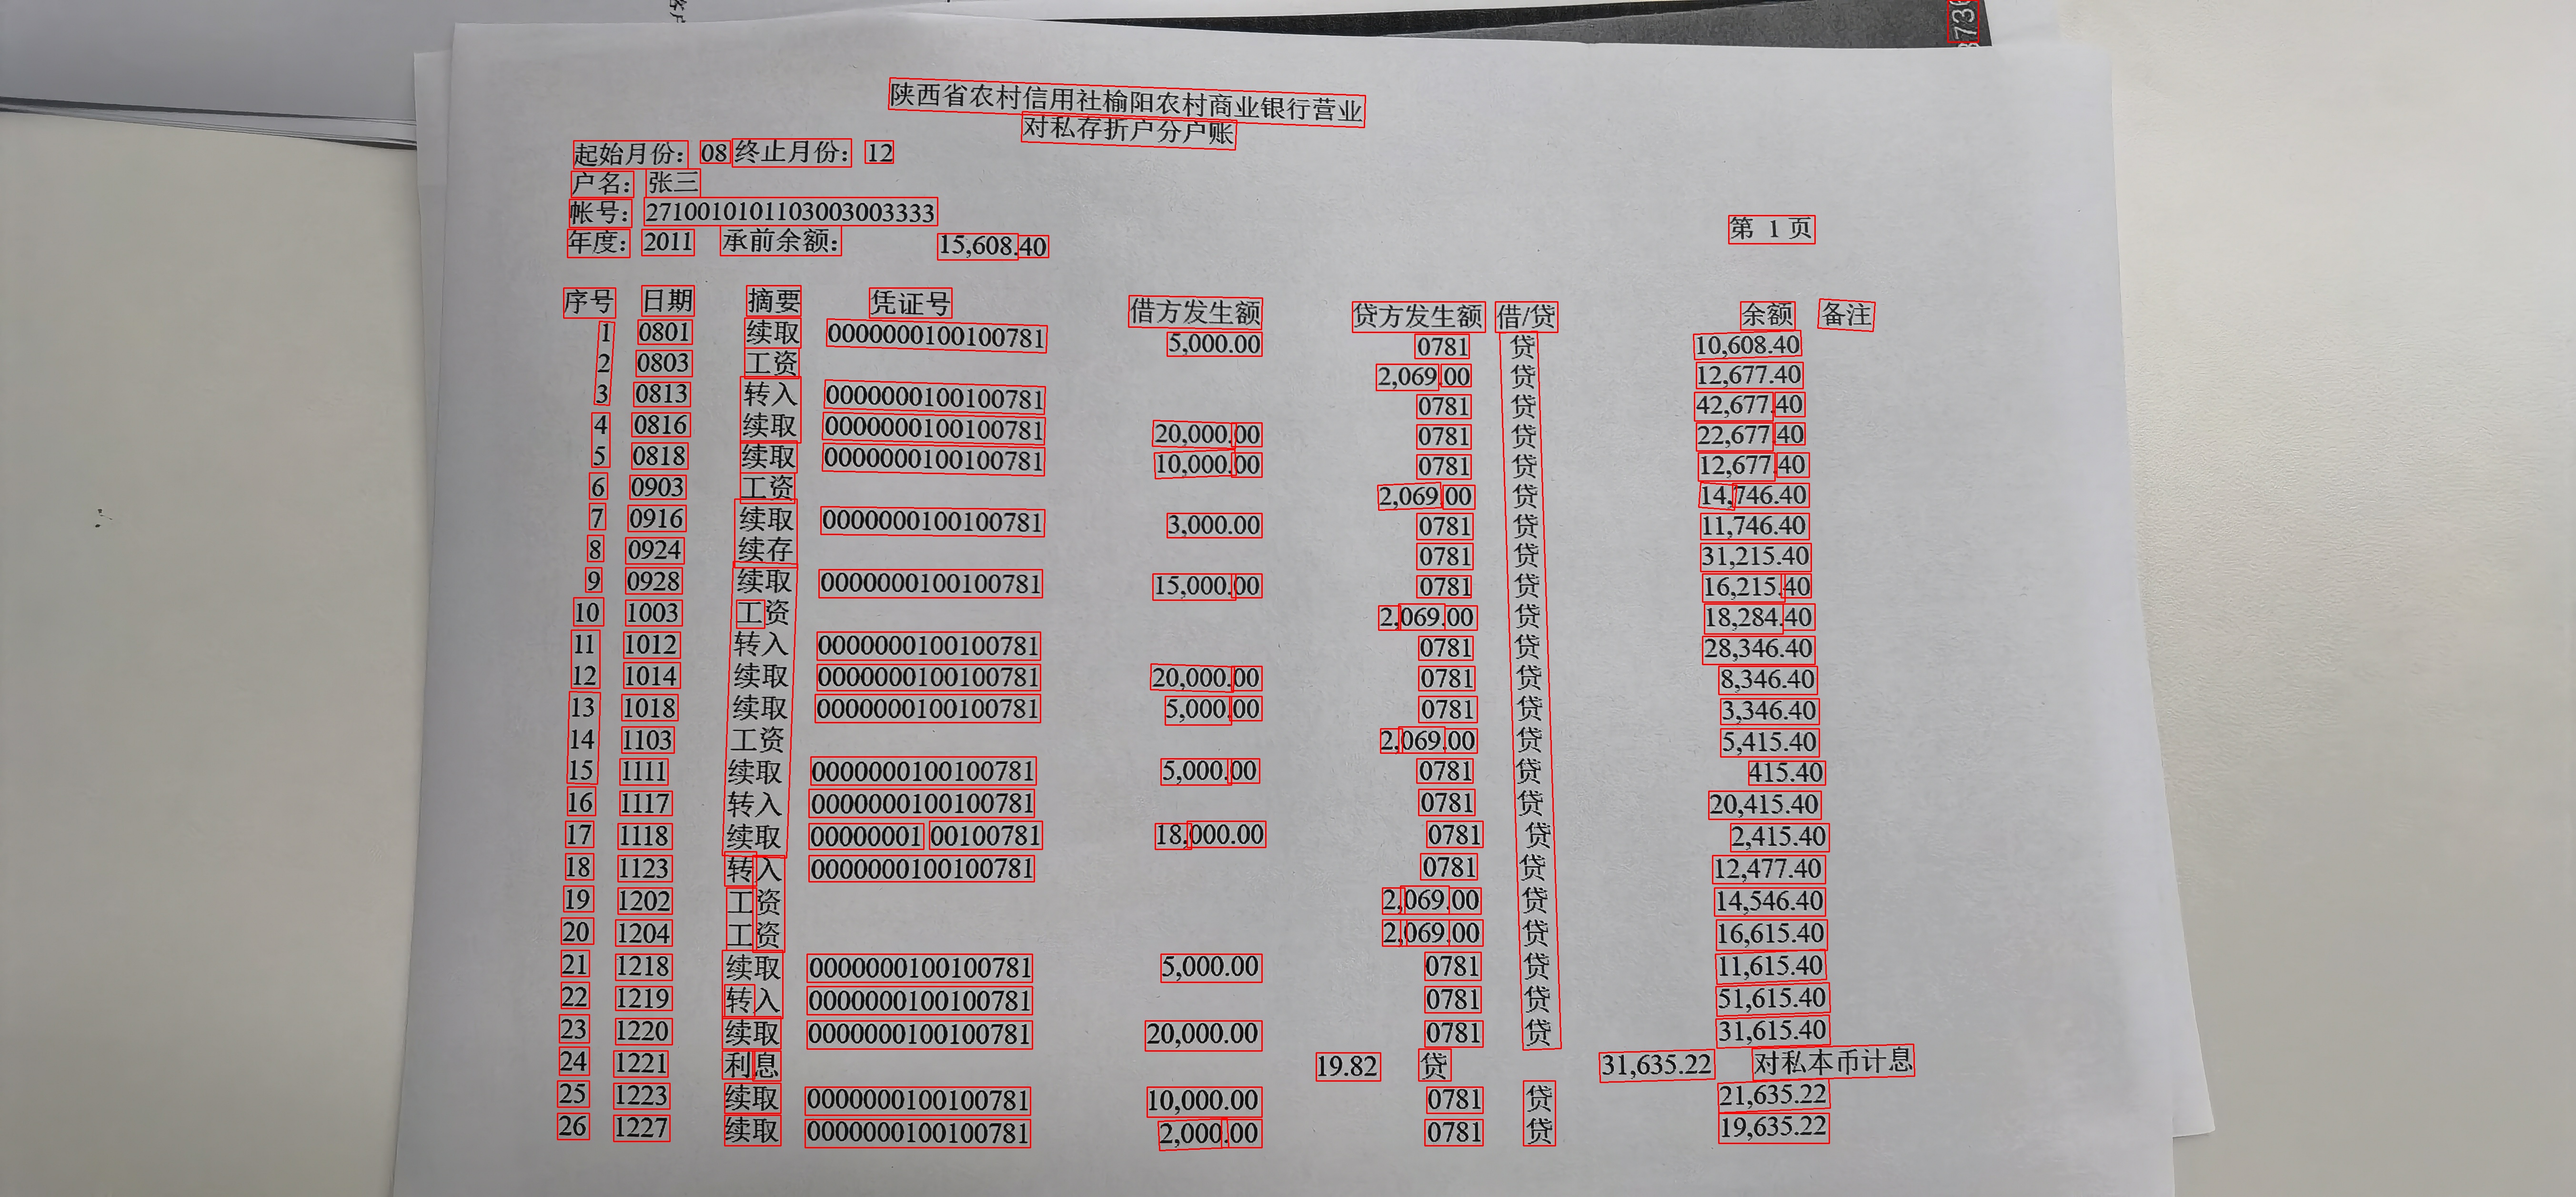 陕西省农村信用社榆阳农村商业银行营业
对私存折户分户账
起始月份: 08 终止月份: 12
户名: 张三
帐号: 2710010101103003003333
第 1 页
年度: 2011 承前余额: 15,608.40
序号 日期 摘要 凭证号 借方发生额 贷方发生额 借/贷 余额 备注
1 0801 续取 0000000100100781 5,000.00 0781 贷 10,608.40
2 0803 工资 2,069.00 贷 12,677.40
3 0813 转入 0000000100100781 0781 贷 42,677.40
4 0816 续取 0000000100100781 20,000.00 0781 贷 22,677.40
5 0818 续取 0000000100100781 10,000.00 0781 贷 12,677.40
6 0903 工资 2,069.00 贷 14,746.40
7 0916 续取 0000000100100781 3,000.00 0781 贷 11,746.40
8 0924 续存 0781 贷 31,215.40
9 0928 续取 0000000100100781 15,000.00 0781 贷 16,215.40
10 1003 工资 2,069.00 贷 18,284.40
11 1012 转入 0000000100100781 0781 贷 28,346.40
12 1014 续取 0000000100100781 20,000.00 0781 贷 8,346.40
13 1018 续取 0000000100100781 5,000.00 0781 贷 3,346.40
14 1103 工资 2,069.00 贷 5,415.40
15 1111 续取 0000000100100781 5,000.00 0781 贷 415.40
16 1117 转入 0000000100100781 0781 贷 20,415.40
17 1118 续取 00000001 00100781 18,000.00 0781 贷 2,415.40
18 1123 转入 0000000100100781 0781 贷 12,477.40
19 1202 工资 2,069.00 贷 14,546.40
20 1204 工资 2,069.00 贷 16,615.40
21 1218 续取 0000000100100781 5,000.00 0781 贷 11,615.40
22 1219 转入 0000000100100781 0781 贷 51,615.40
23 1220 续取 0000000100100781 20,000.00 0781 贷 31,615.40
24 1221 利息 19.82 贷 31,635.22 对私本币计息
25 1223 续取 0000000100100781 10,000.00 0781 贷 21,635.22
26 1227 续取 0000000100100781 2,000.00 0781 贷 19,635.22